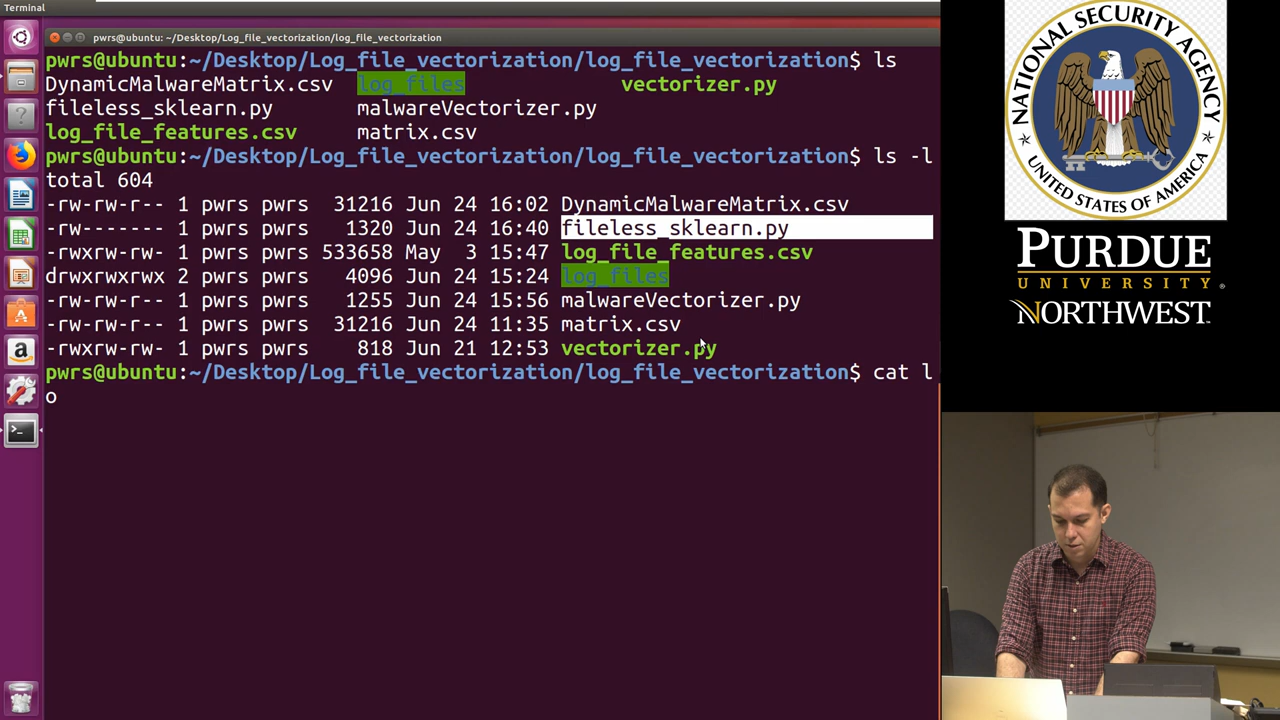 Terminal
pwrs@ubuntu: ~/Desktop/Log_file_vectorization/log_file_vectorization
pwrs@ubuntu:~/Desktop/Log_file_vectorization/log_file_vectorization$ ls
DynamicMalwareMatrix.csv log_files vectorizer.py
fileless_sklearn.py malwareVectorizer.py
log_file_features.csv matrix.csv
pwrs@ubuntu:~/Desktop/Log_file_vectorization/log_file_vectorization$ ls -l
total 604
-rw-rw-r-- 1 pwrs pwrs 31216 Jun 24 16:02 DynamicMalwareMatrix.csv
-rw------- 1 pwrs pwrs 1320 Jun 24 16:40 fileless_sklearn.py
-rwxrw-rw- 1 pwrs pwrs 533658 May 3 15:47 log_file_features.csv
drwxrwxrwx 2 pwrs pwrs 4096 Jun 24 15:24 log_files
-rw-rw-r-- 1 pwrs pwrs 1255 Jun 24 15:56 malwareVectorizer.py
-rw-rw-r-- 1 pwrs pwrs 31216 Jun 24 11:35 matrix.csv
-rwxrw-rw- 1 pwrs pwrs 818 Jun 21 12:53 vectorizer.py
pwrs@ubuntu:~/Desktop/Log_file_vectorization/log_file_vectorization$ cat l
o
NATIONAL SECURITY AGENCY
UNITED STATES OF AMERICA
PURDUE
UNIVERSITY®
NORTHWEST™